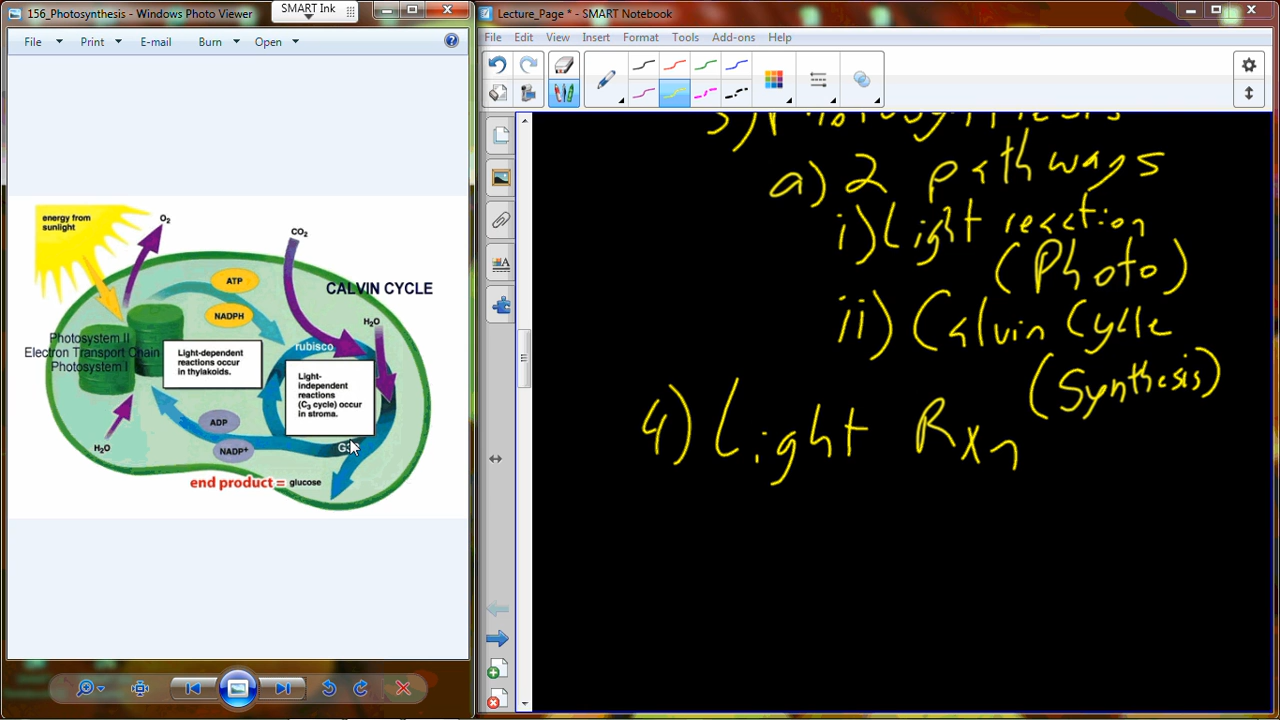 156_Photosynthesis - Windows Photo Viewer
SMART Ink
File Print E-mail Burn Open
energy from
sunlight
O2
CO2
ATP
CALVIN CYCLE
NADPH
H2O
Photosystem II
Electron Transport Chain
Photosystem I
rubisco
Light-dependent
reactions occur
in thylakoids.
Light-
independent
reactions
(C3 cycle) occur
in stroma.
ADP
H2O
NADP+
end product = glucose
Lecture_Page * - SMART Notebook
File Edit View Insert Format Tools Add-ons Help
3) Photosynthesis
a) 2 pathways
i) Light reaction
(Photo)
ii) Calvin Cycle
(Synthesis)
4) Light Rxn